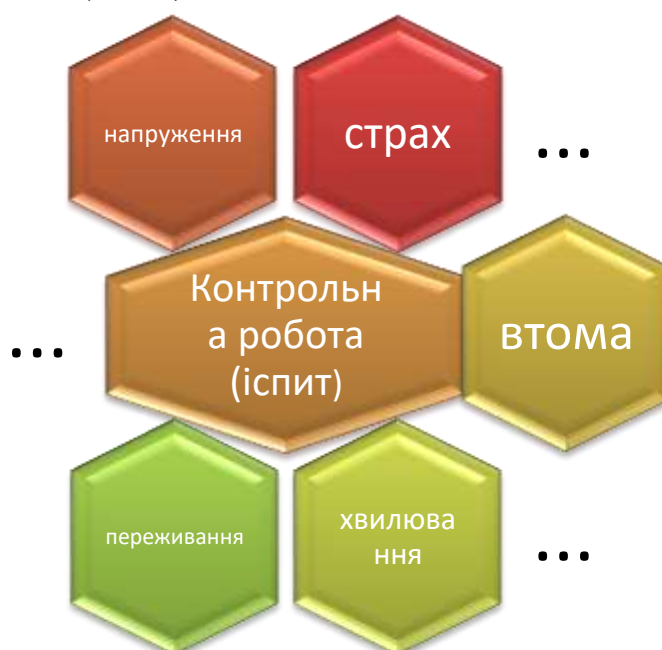 напруження
страх
...
Контрольн
а робота
(іспит)
...
втома
переживання
хвилюва
ння
...